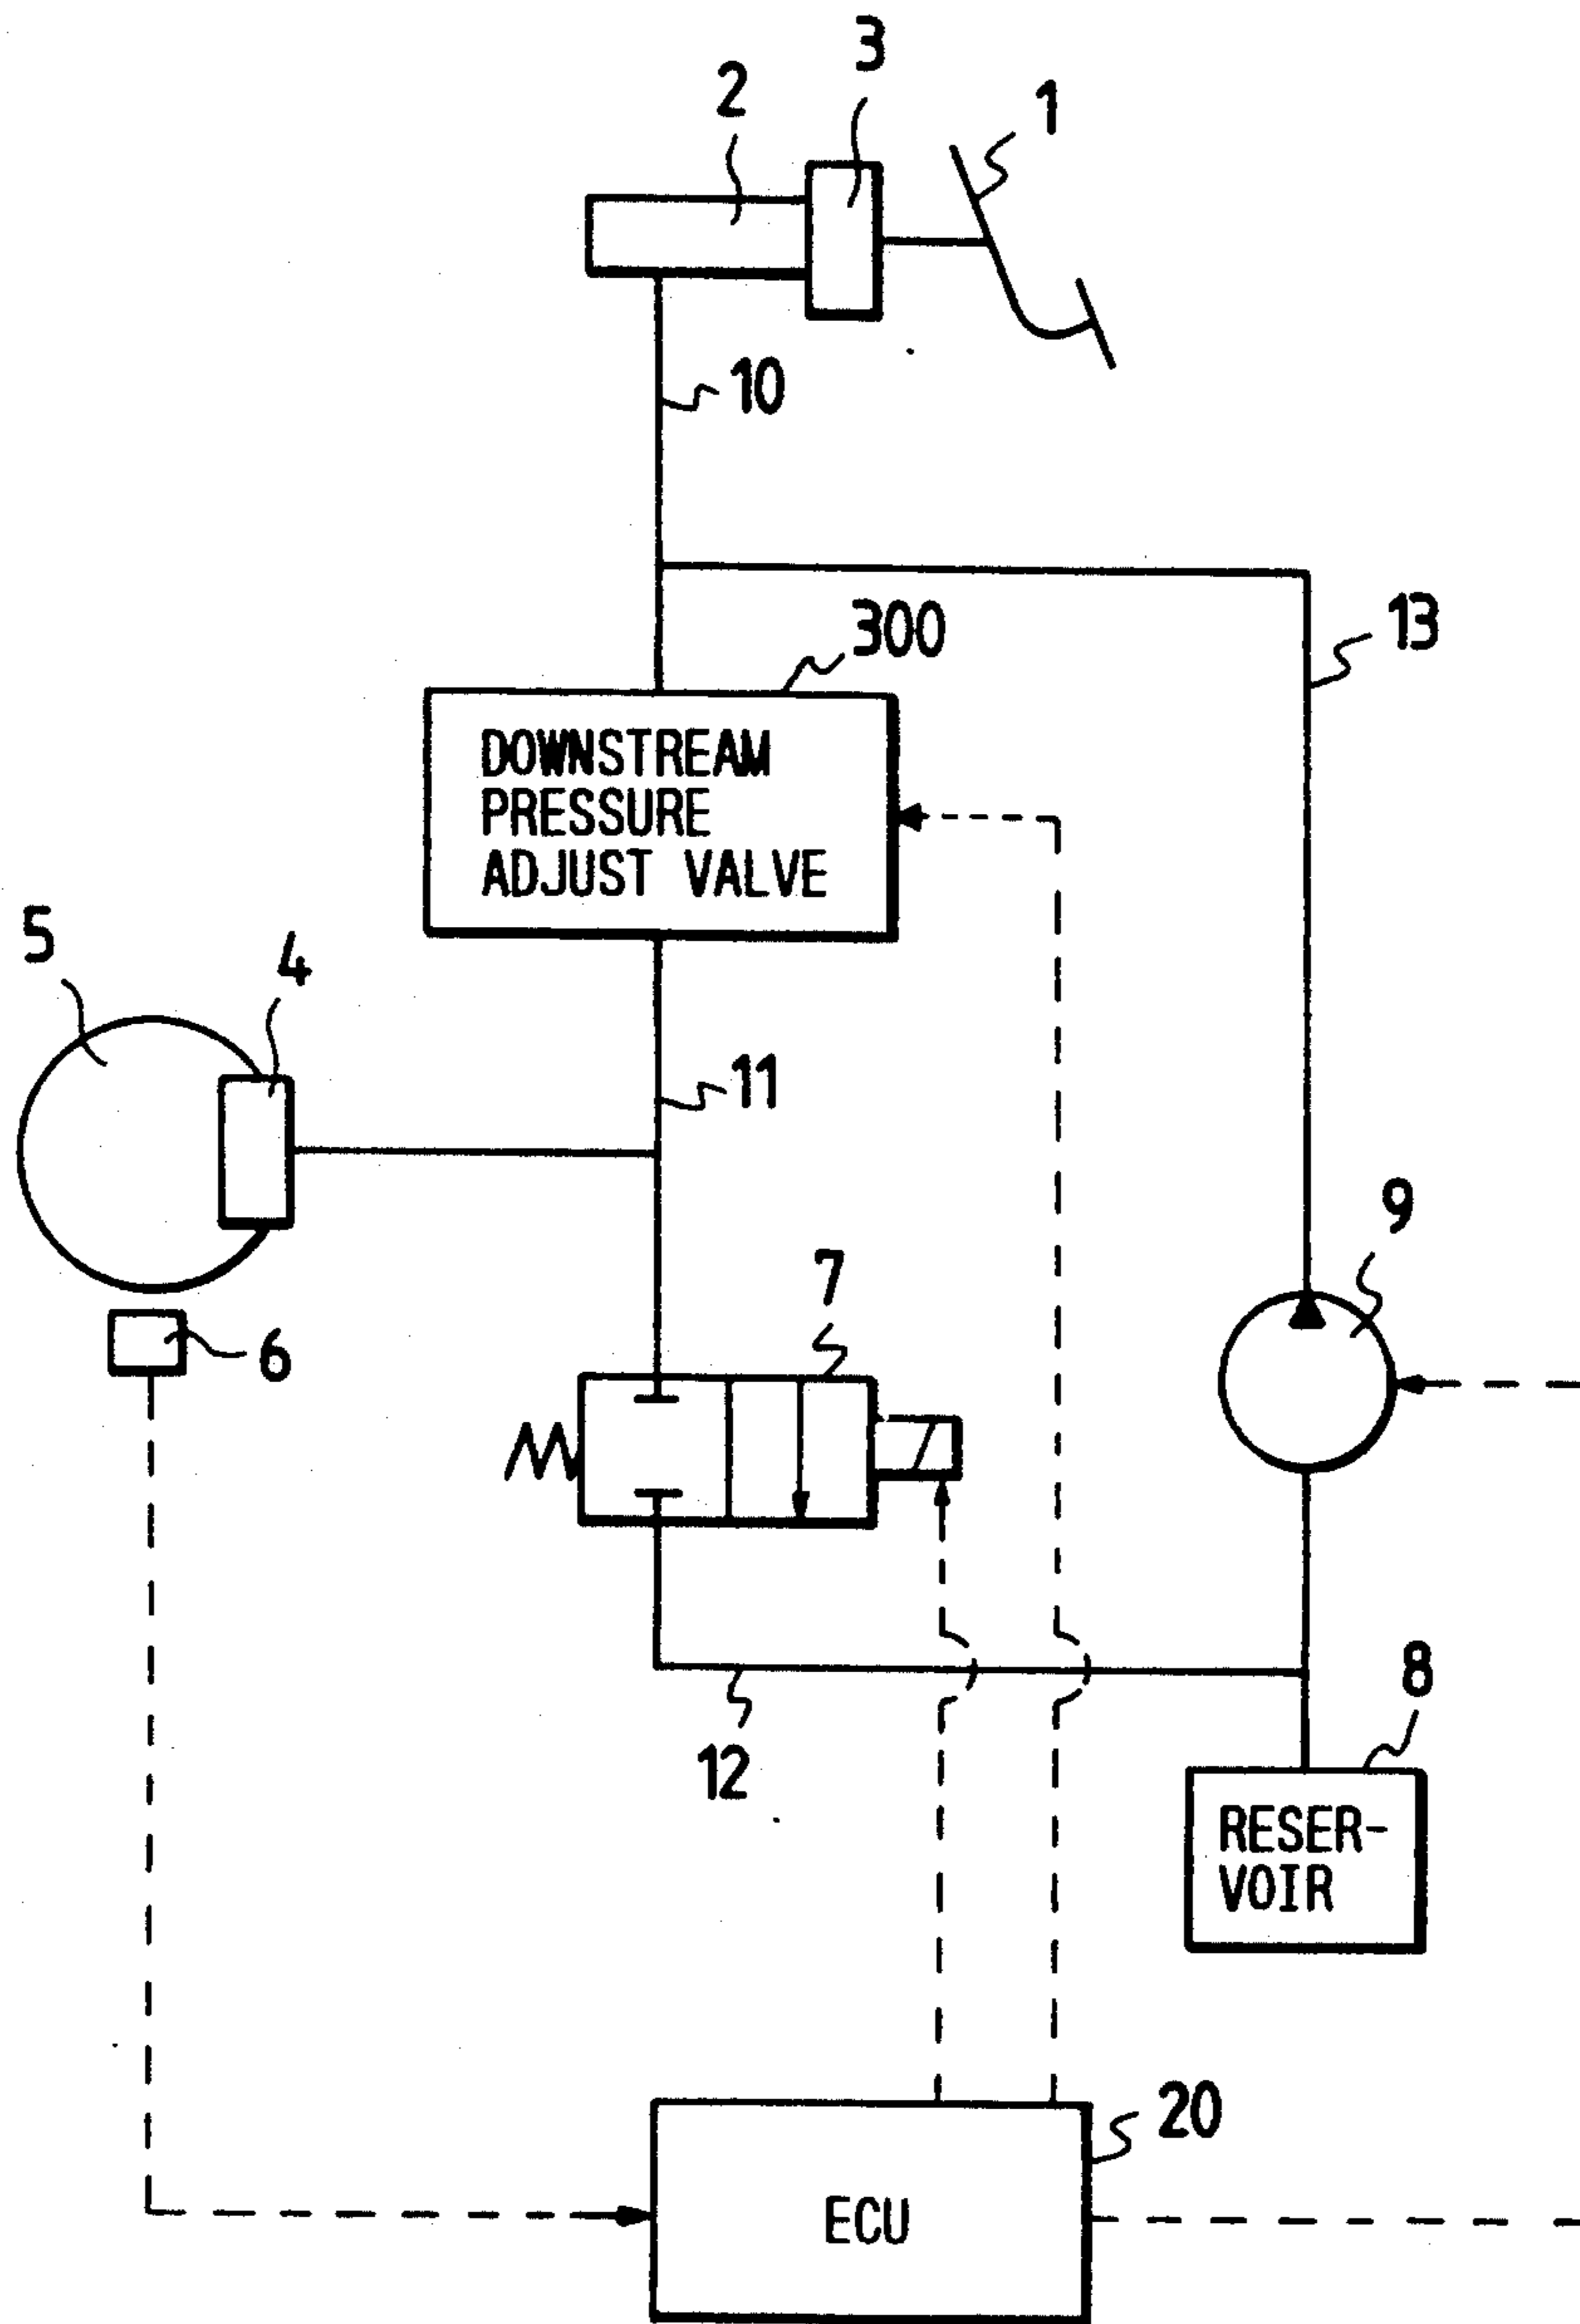 3
2
1
10
300
13
DOWNSTREAM
PRESSURE
ADJUST VALVE
5
4
11
9
7
6
8
12
RESER-
VOIR
20
ECU